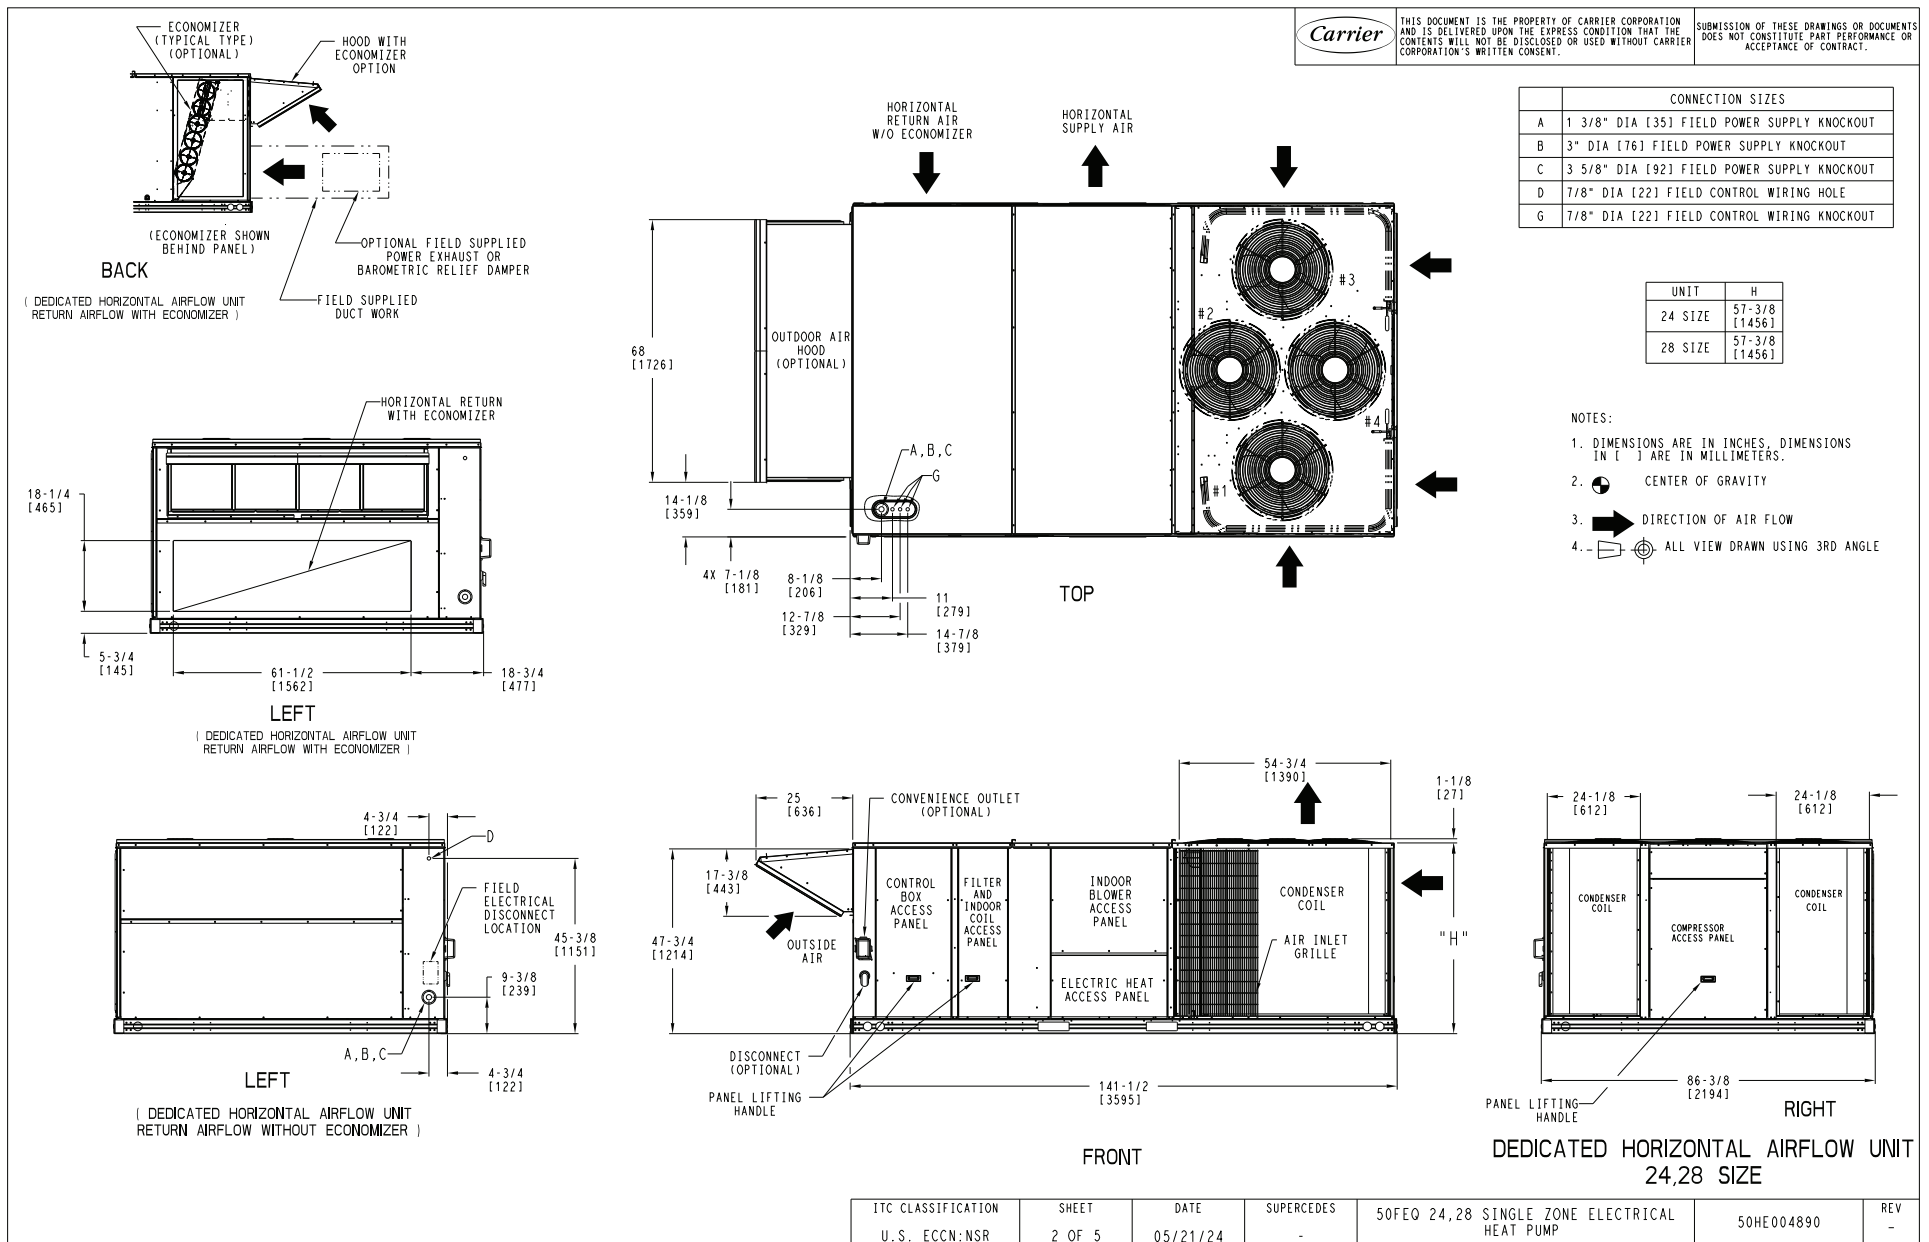 Carrier
THIS DOCUMENT IS THE PROPERTY OF CARRIER CORPORATION
AND IS DELIVERED UPON THE EXPRESS CONDITION THAT THE
CONTENTS WILL NOT BE DISCLOSED OR USED WITHOUT CARRIER
CORPORATION'S WRITTEN CONSENT.
SUBMISSION OF THESE DRAWINGS OR DOCUMENTS
DOES NOT CONSTITUTE PART PERFORMANCE OR
ACCEPTANCE OF CONTRACT.
ECONOMIZER
(TYPICAL TYPE)
(OPTIONAL)
HOOD WITH
ECONOMIZER
OPTION
(ECONOMIZER SHOWN
BEHIND PANEL)
OPTIONAL FIELD SUPPLIED
POWER EXHAUST OR
BAROMETRIC RELIEF DAMPER
FIELD SUPPLIED
DUCT WORK
BACK
( DEDICATED HORIZONTAL AIRFLOW UNIT
RETURN AIRFLOW WITH ECONOMIZER )
HORIZONTAL
RETURN AIR
W/O ECONOMIZER
HORIZONTAL
SUPPLY AIR
68
[1726]
OUTDOOR AIR
HOOD
(OPTIONAL)
#3
#2
#4
#1
A,B,C
G
14-1/8
[359]
4X 7-1/8
[181]
8-1/8
[206]
11
[279]
12-7/8
[329]
14-7/8
[379]
TOP
CONNECTION SIZES
A 1 3/8" DIA [35] FIELD POWER SUPPLY KNOCKOUT
B 3" DIA [76] FIELD POWER SUPPLY KNOCKOUT
C 3 5/8" DIA [92] FIELD POWER SUPPLY KNOCKOUT
D 7/8" DIA [22] FIELD CONTROL WIRING HOLE
G 7/8" DIA [22] FIELD CONTROL WIRING KNOCKOUT
UNIT H
24 SIZE 57-3/8
[1456]
28 SIZE 57-3/8
[1456]
NOTES:
1. DIMENSIONS ARE IN INCHES, DIMENSIONS
IN [ ] ARE IN MILLIMETERS.
2. CENTER OF GRAVITY
3. DIRECTION OF AIR FLOW
4. ALL VIEW DRAWN USING 3RD ANGLE
HORIZONTAL RETURN
WITH ECONOMIZER
18-1/4
[465]
5-3/4
[145]
61-1/2
[1562]
18-3/4
[477]
LEFT
( DEDICATED HORIZONTAL AIRFLOW UNIT
RETURN AIRFLOW WITH ECONOMIZER )
4-3/4
[122]
D
FIELD
ELECTRICAL
DISCONNECT
LOCATION
45-3/8
[1151]
9-3/8
[239]
A,B,C
4-3/4
[122]
LEFT
( DEDICATED HORIZONTAL AIRFLOW UNIT
RETURN AIRFLOW WITHOUT ECONOMIZER )
25
[636]
CONVENIENCE OUTLET
(OPTIONAL)
54-3/4
[1390]
1-1/8
[27]
17-3/8
[443]
47-3/4
[1214]
OUTSIDE
AIR
CONTROL
BOX
ACCESS
PANEL
FILTER
AND
INDOOR
COIL
ACCESS
PANEL
INDOOR
BLOWER
ACCESS
PANEL
ELECTRIC HEAT
ACCESS PANEL
CONDENSER
COIL
AIR INLET
GRILLE
"H"
DISCONNECT
(OPTIONAL)
PANEL LIFTING
HANDLE
141-1/2
[3595]
FRONT
24-1/8
[612]
24-1/8
[612]
CONDENSER
COIL
COMPRESSOR
ACCESS PANEL
CONDENSER
COIL
86-3/8
[2194]
PANEL LIFTING
HANDLE
RIGHT
DEDICATED HORIZONTAL AIRFLOW UNIT
24,28 SIZE
ITC CLASSIFICATION
U.S. ECCN:NSR
SHEET
2 OF 5
DATE
05/21/24
SUPERCEDES
-
50FEQ 24,28 SINGLE ZONE ELECTRICAL
HEAT PUMP
50HE004890
REV
-